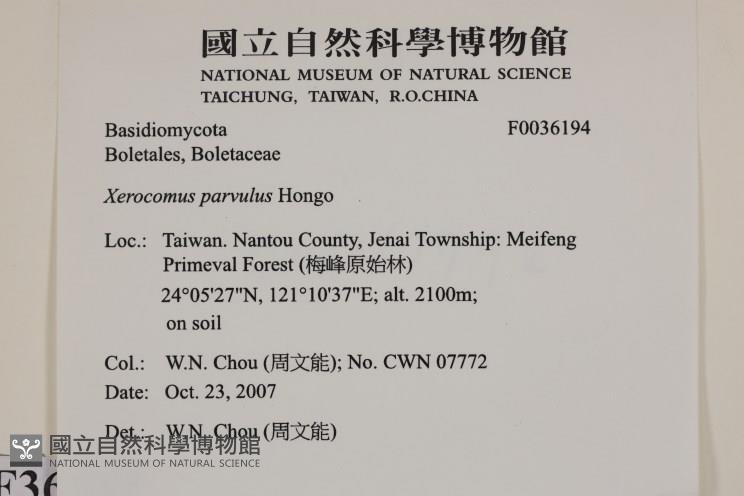 國立自然科學博物館
NATIONAL MUSEUM OF NATURAL SCIENCE
TAICHUNG, TAIWAN, R.O.CHINA
Basidiomycota F0036194
Boletales, Boletaceae
Xerocomus parvulus Hongo
Loc.: Taiwan. Nantou County, Jenai Township: Meifeng
Primeval Forest (梅峰原始林)
24°05'27"N, 121°10'37"E; alt. 2100m;
on soil
Col.: W.N. Chou (周文能); No. CWN 07772
Date: Oct. 23, 2007
Det.: W.N. Chou (周文能)
國立自然科學博物館
NATIONAL MUSEUM OF NATURAL SCIENCE